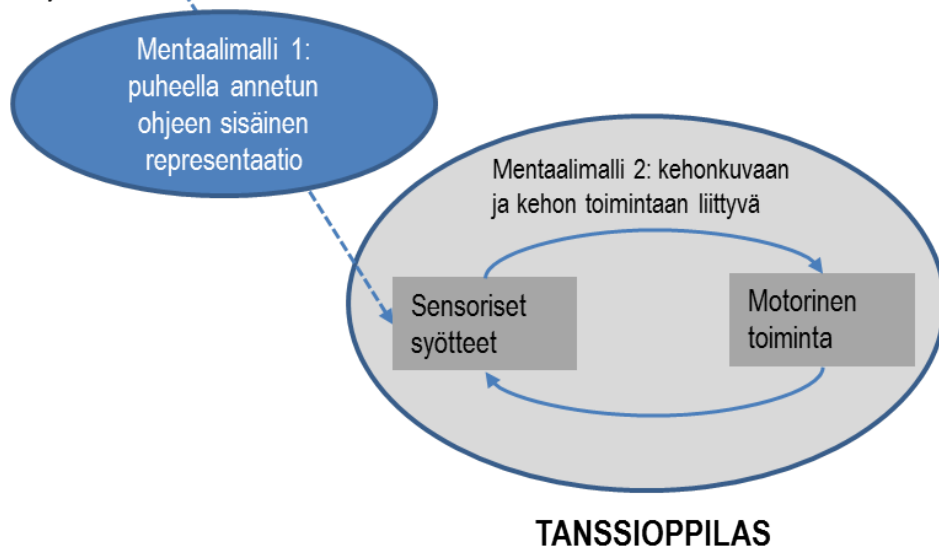 Mentaalimalli 1:
puheella annetun
ohjeen sisäinen
representaatio
Mentaalimalli 2: kehonkuvaan
ja kehon toimintaan liittyvä
Sensoriset
syötteet
Motorinen
toiminta
TANSSIOPPILAS